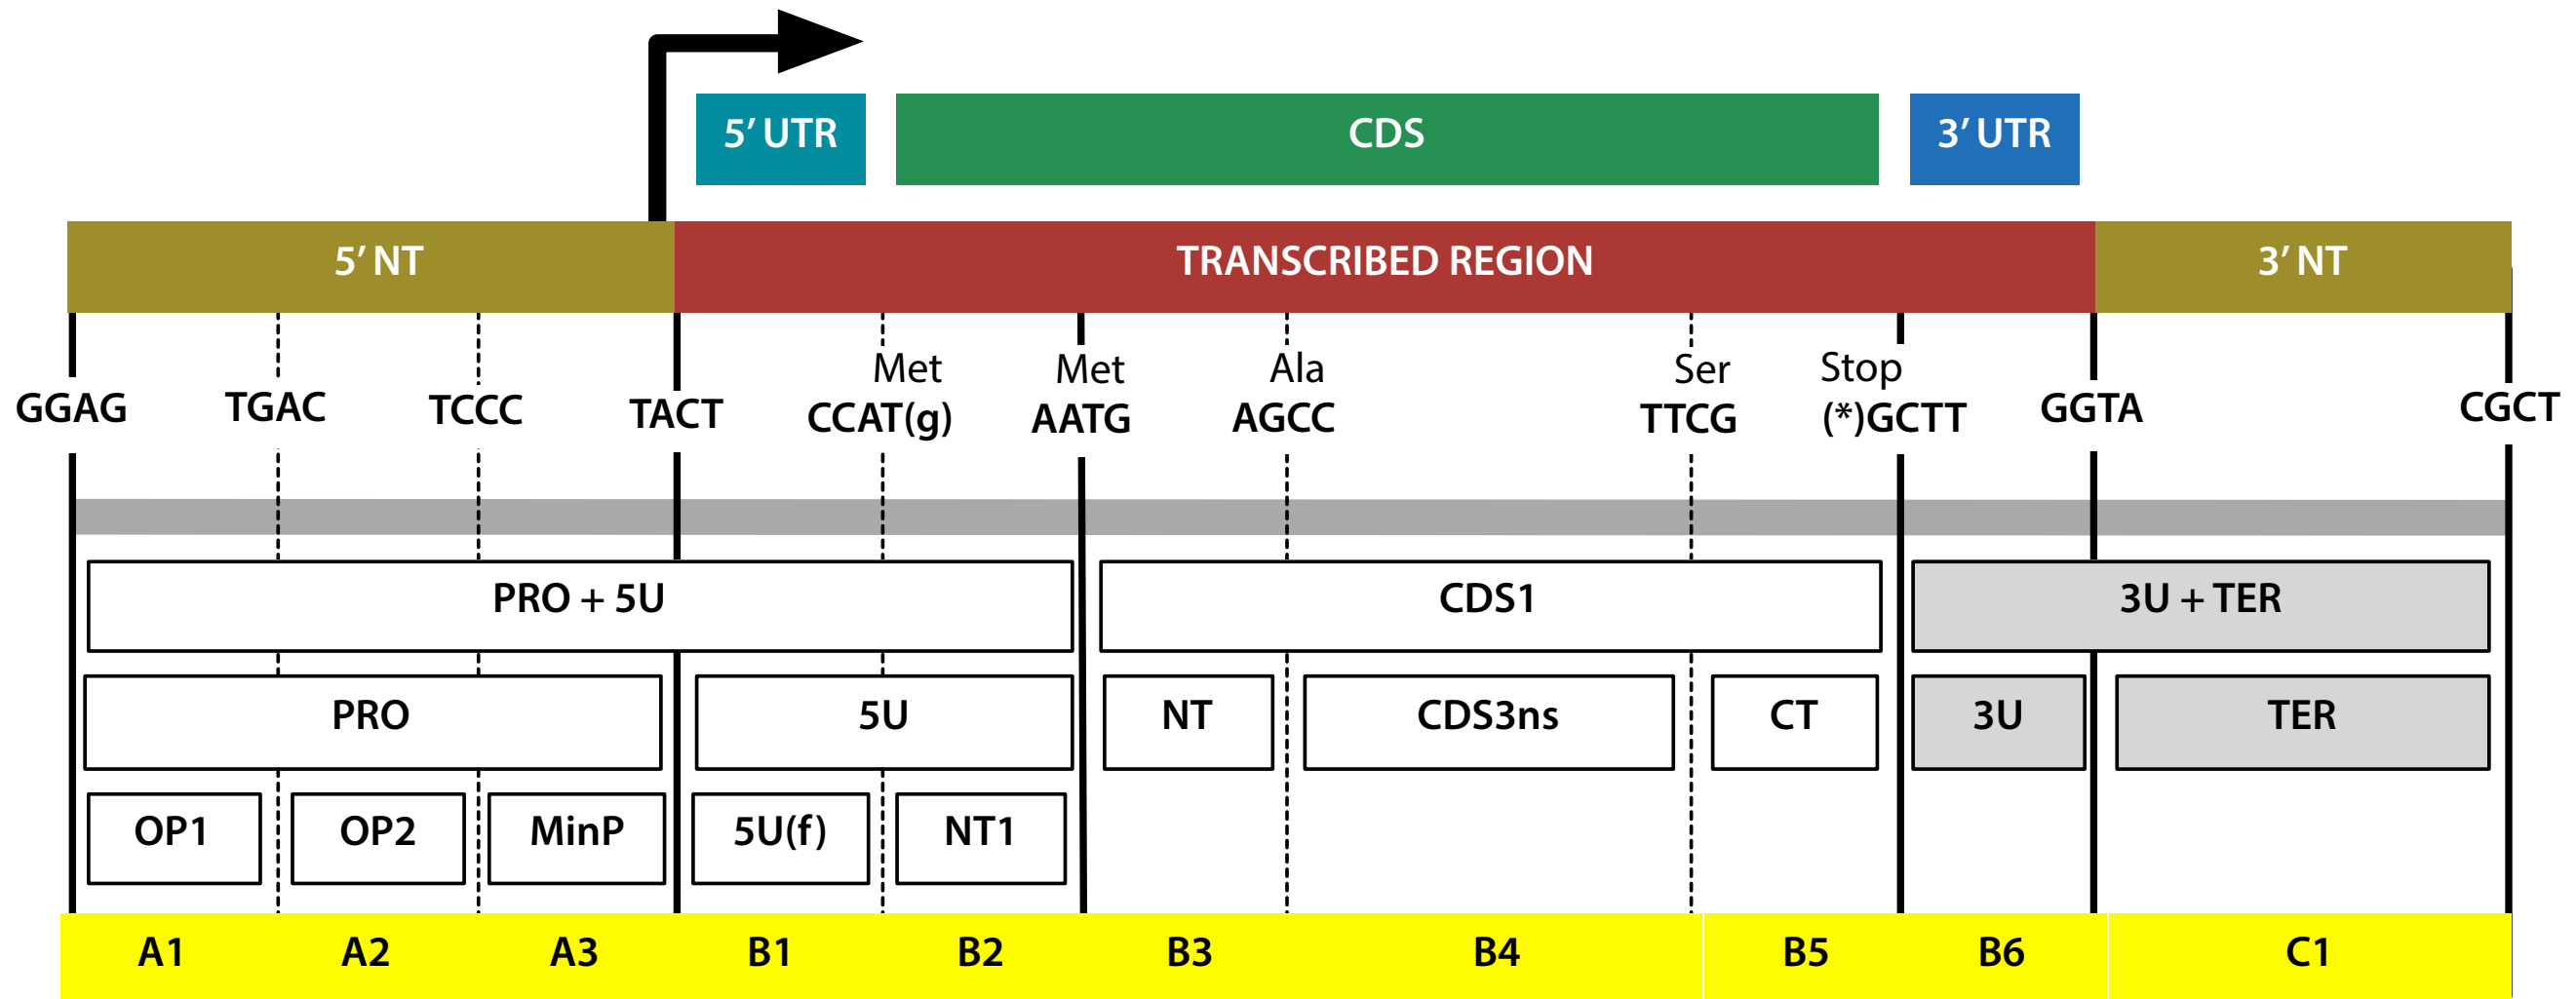 5’ UTR CDS 3’ UTR
5’ NT TRANSCRIBED REGION 3’ NT
Met Met Ala Ser Stop
GGAG TGAC TCCC TACT CCAT(g) AATG AGCC TTCG (*)GCTT GGTA CGCT
PRO + 5U CDS1 3U + TER
PRO 5U NT CDS3ns CT 3U TER
OP1 OP2 MinP 5U(f) NT1
A1 A2 A3 B1 B2 B3 B4 B5 B6 C1